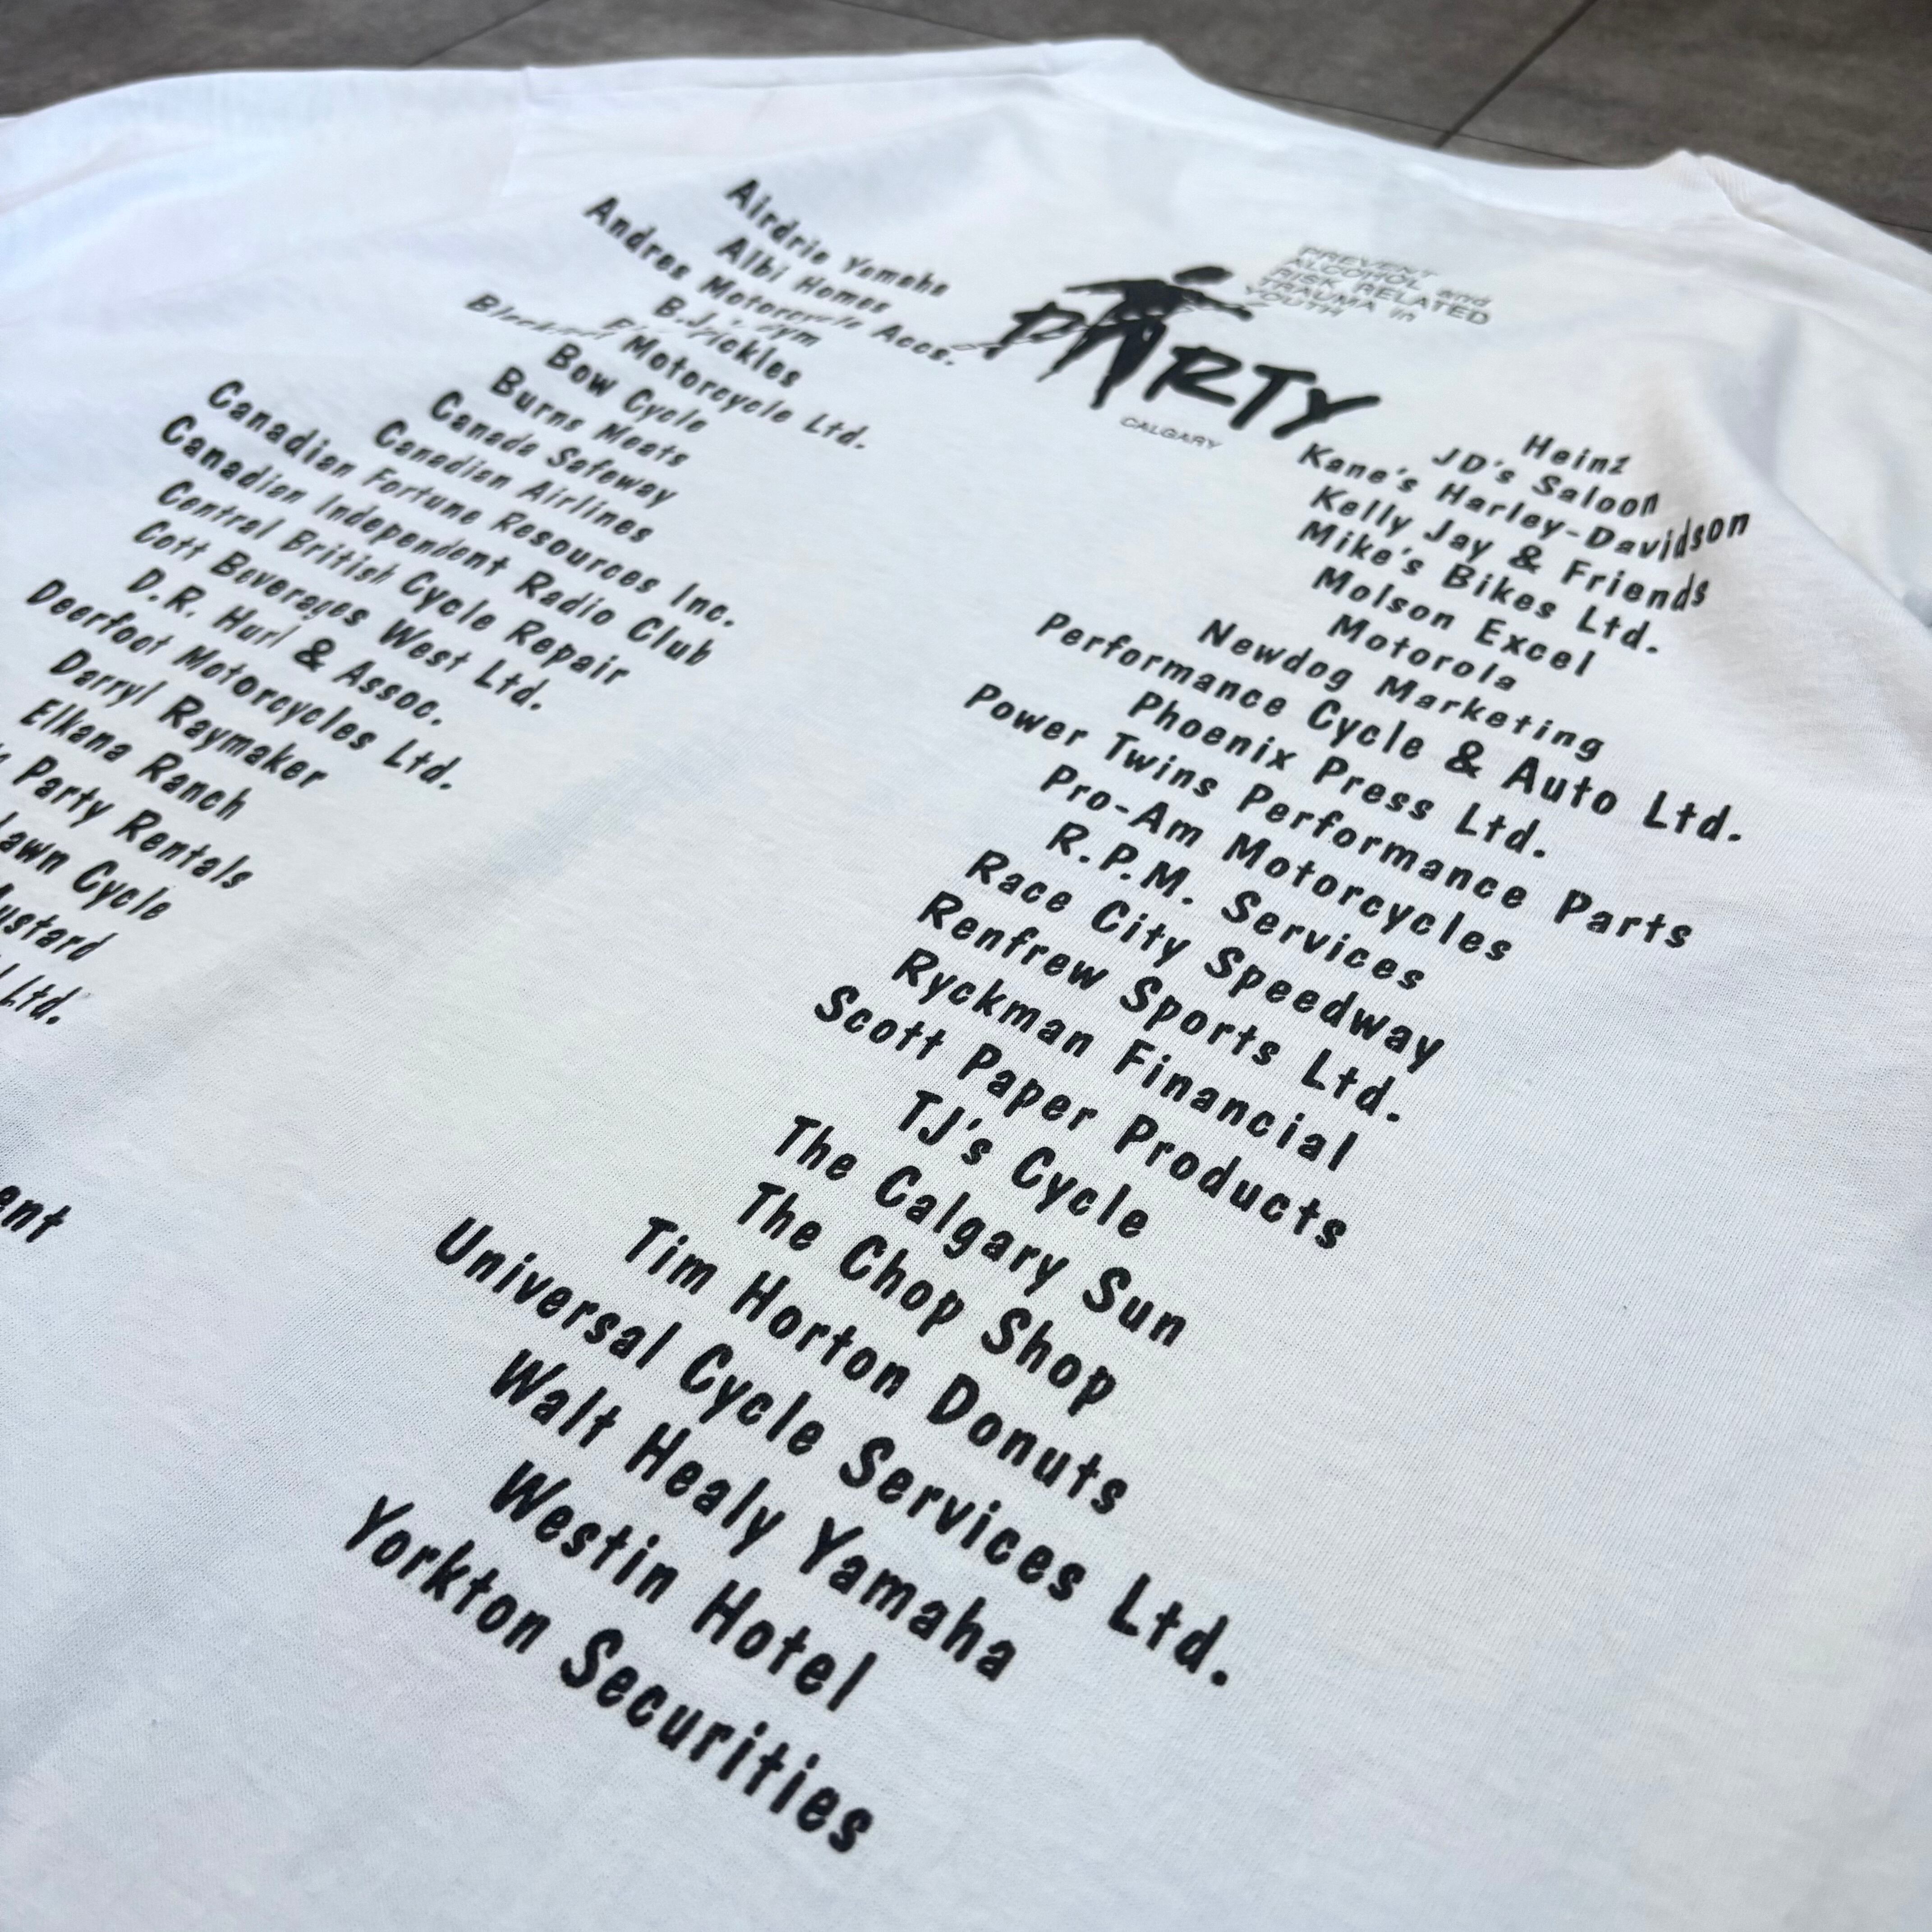 PREVENT
ALCOHOL and
RISK RELATED
TRAUMA in
YOUTH
PARTY
CALGARY
Airdrie Yamaha
Albi Homes
Andres Motorcycle Accs.
B.J.'s Gym
Motorcycle Ltd.
Bow Cycle
Burns Meats
Canada Safeway
Canadian Airlines
Canadian Fortune Resources Inc.
Canadian Independent Radio Club
Central British Cycle Repair
Cott Beverages West Ltd.
D.R. Hurl & Assoc.
Deerfoot Motorcycles Ltd.
Darryl Raymaker
Elkana Ranch
Party Rentals
Cycle
Ltd.
Heinz
JD's Saloon
Kane's Harley-Davidson
Kelly Jay & Friends
Mike's Bikes Ltd.
Molson Excel
Motorola
Newdog Marketing
Performance Cycle & Auto Ltd.
Phoenix Press Ltd.
Power Twins Performance Parts
Pro-Am Motorcycles
R.P.M. Services
Race City Speedway
Renfrew Sports Ltd.
Ryckman Financial
Scott Paper Products
TJ's Cycle
The Calgary Sun
The Chop Shop
Tim Horton Donuts
Universal Cycle Services Ltd.
Walt Healy Yamaha
Westin Hotel
Yorkton Securities